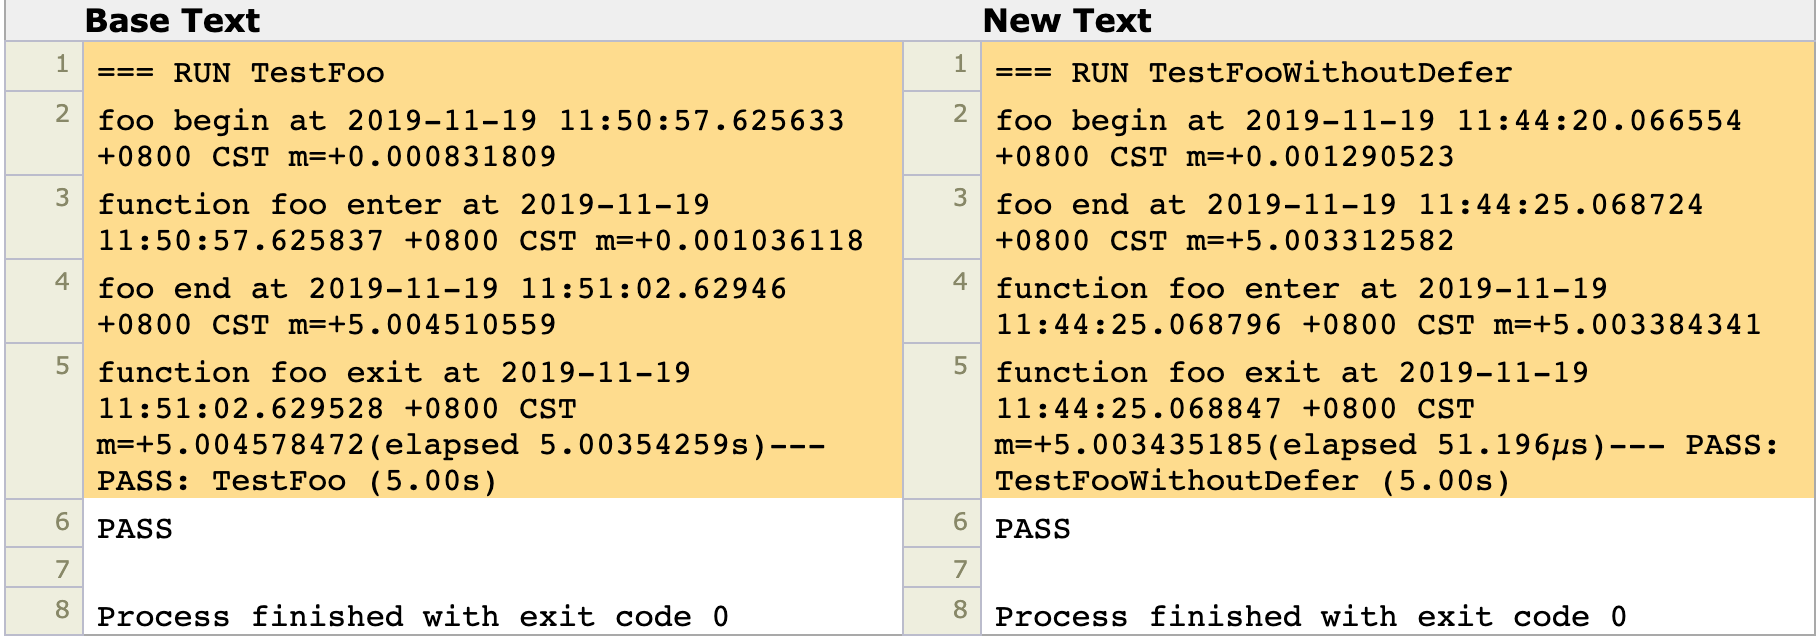 Base Text
New Text
1
=== RUN TestFoo
2
foo begin at 2019-11-19 11:50:57.625633
+0800 CST m=+0.000831809
3
function foo enter at 2019-11-19
11:50:57.625837 +0800 CST m=+0.001036118
4
foo end at 2019-11-19 11:51:02.62946
+0800 CST m=+5.004510559
5
function foo exit at 2019-11-19
11:51:02.629528 +0800 CST
m=+5.004578472(elapsed 5.00354259s)---
PASS: TestFoo (5.00s)
6
PASS
7
8
Process finished with exit code 0
1
=== RUN TestFooWithoutDefer
2
foo begin at 2019-11-19 11:44:20.066554
+0800 CST m=+0.001290523
3
foo end at 2019-11-19 11:44:25.068724
+0800 CST m=+5.003312582
4
function foo enter at 2019-11-19
11:44:25.068796 +0800 CST m=+5.003384341
5
function foo exit at 2019-11-19
11:44:25.068847 +0800 CST
m=+5.003435185(elapsed 51.196µs)--- PASS:
TestFooWithoutDefer (5.00s)
6
PASS
7
8
Process finished with exit code 0